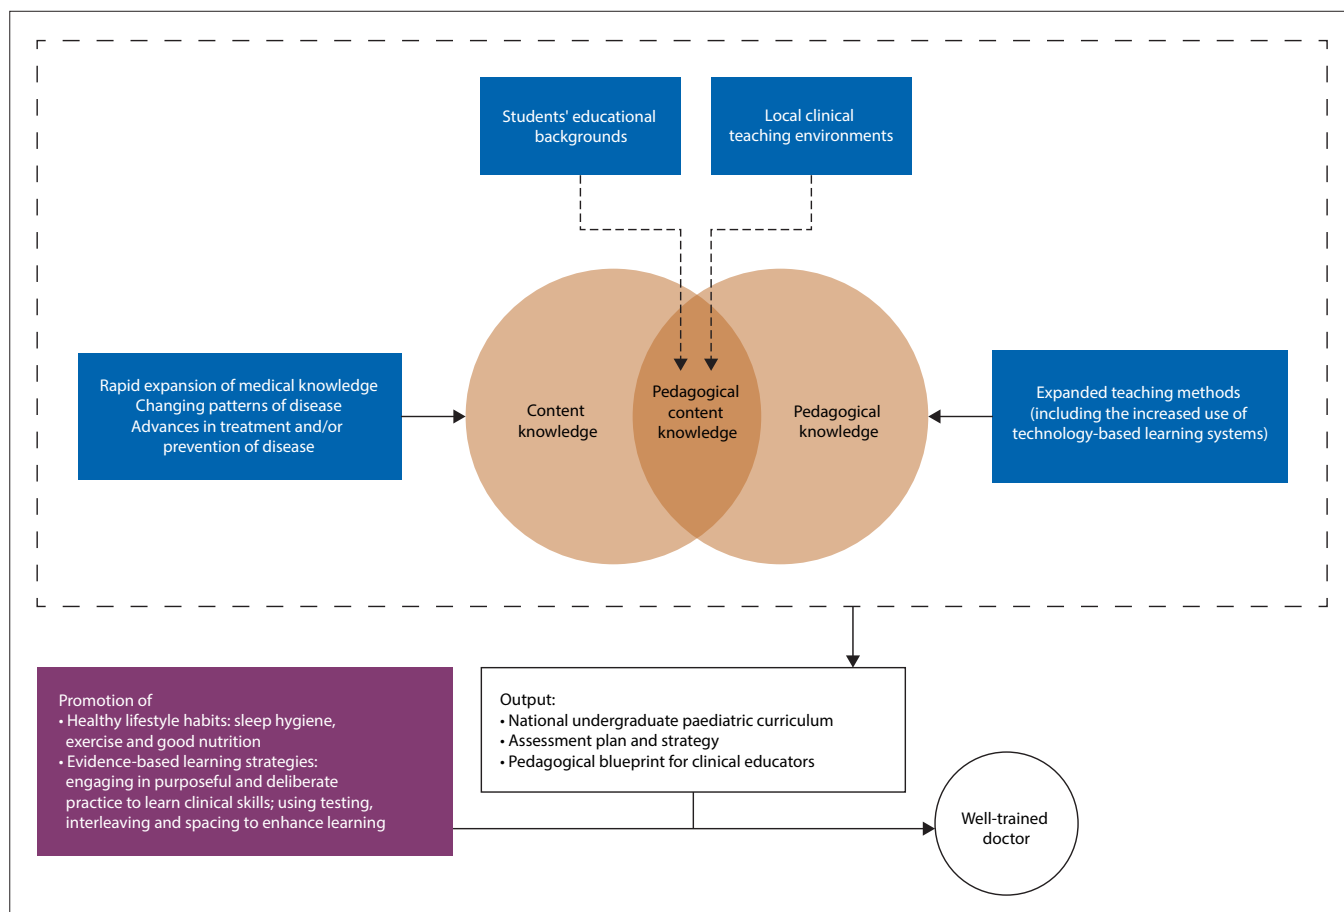 Students' educational
backgrounds
Local clinical
teaching environments
Rapid expansion of medical knowledge
Changing patterns of disease
Advances in treatment and/or
prevention of disease
Content
knowledge
Pedagogical
content
knowledge
Pedagogical
knowledge
Expanded teaching methods
(including the increased use of
technology-based learning systems)
Promotion of
• Healthy lifestyle habits: sleep hygiene,
exercise and good nutrition
• Evidence-based learning strategies:
engaging in purposeful and deliberate
practice to learn clinical skills; using testing,
interleaving and spacing to enhance learning
Output:
• National undergraduate paediatric curriculum
• Assessment plan and strategy
• Pedagogical blueprint for clinical educators
Well-trained
doctor